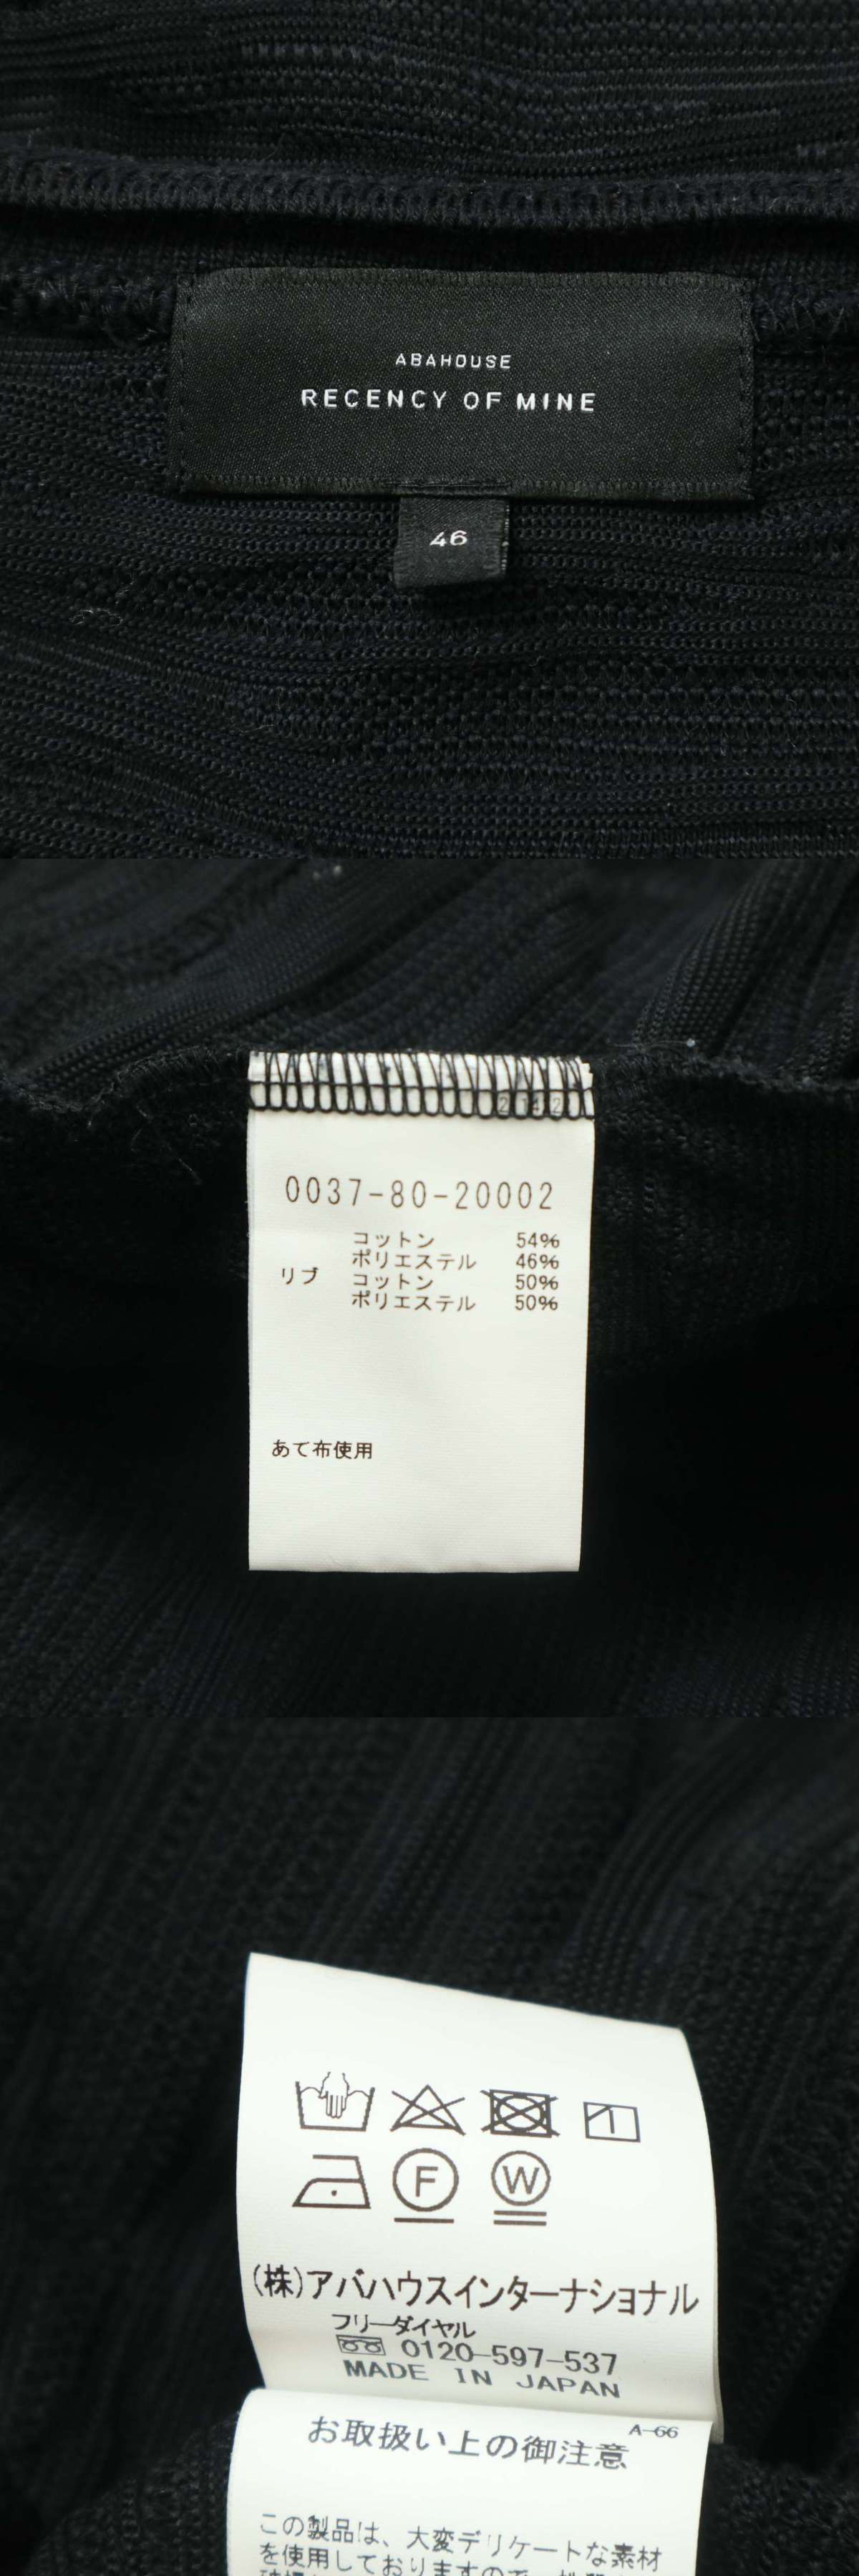 ABAHOUSE
RECENCY OF MINE
46
0037-80-20002
コットン 54%
ポリエステル 46%
リブ コットン 50%
ポリエステル 50%
あて布使用
F W
(株)アバハウスインターナショナル
フリーダイヤル
0120-597-537
MADE IN JAPAN
A-66
お取扱い上の御注意
この製品は、大変デリケートな素材
を使用しておりますので、